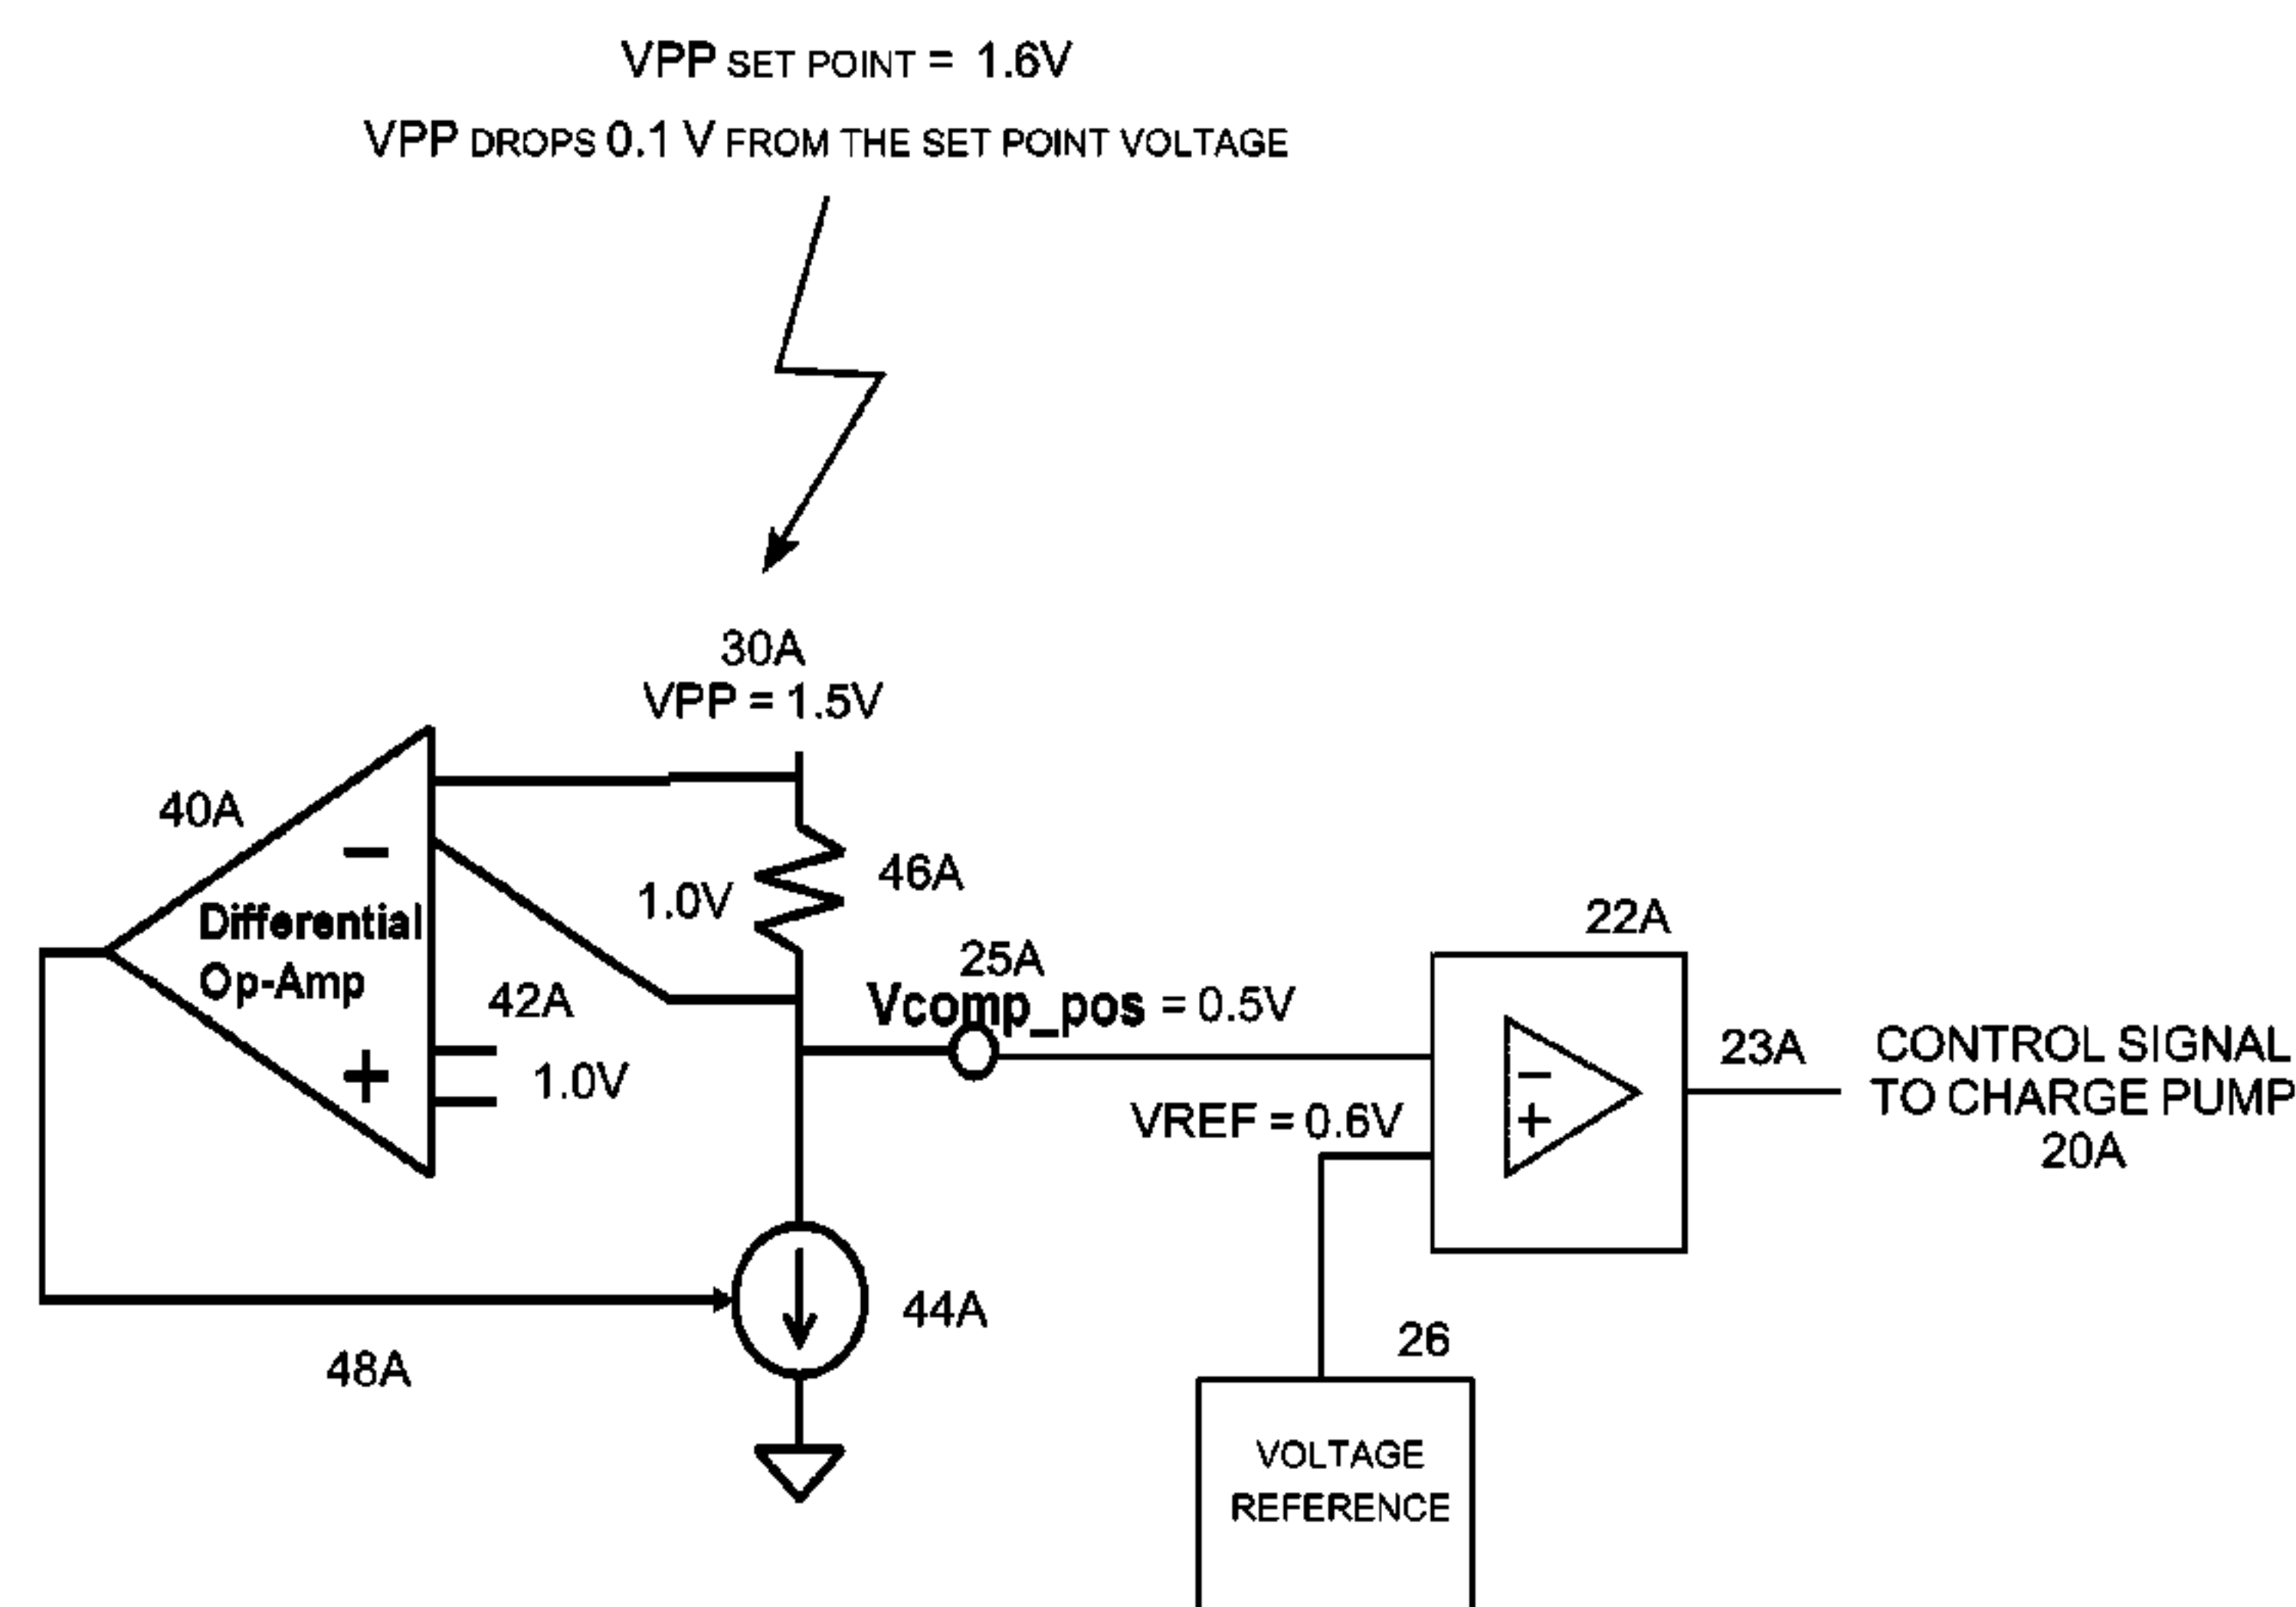 VPP SET POINT = 1.6V
VPP DROPS 0.1 V FROM THE SET POINT VOLTAGE
30A
VPP = 1.5V
40A
−
Differential
Op-Amp
+
42A
1.0V
1.0V
46A
25A
Vcomp_pos = 0.5V
22A
−
+
VREF = 0.6V
23A
CONTROL SIGNAL
TO CHARGE PUMP
20A
44A
48A
26
VOLTAGE
REFERENCE